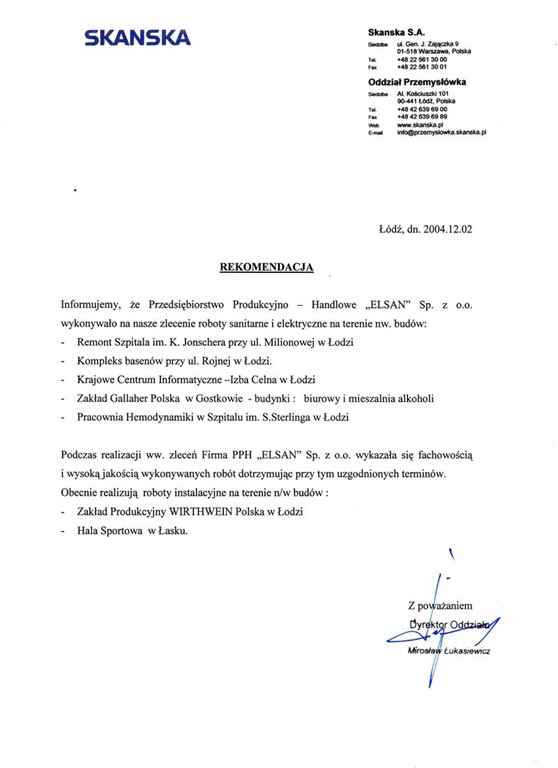 SKANSKA
Skanska S.A.
Siedziba ul. Gen. J. Zajączka 9
01-518 Warszawa, Polska
Tel. +48 22 561 30 00
Fax +48 22 561 30 01
Oddział Przemysłówka
Siedziba Al. Kościuszki 101
90-441 Łódź, Polska
Tel. +48 42 639 69 00
Fax +48 42 639 69 89
Web www.skanska.pl
E-mail info@przemyslowka.skanska.pl
Łódź, dn. 2004.12.02
REKOMENDACJA
Informujemy, że Przedsiębiorstwo Produkcyjno – Handlowe „ELSAN” Sp. z o.o.
wykonywało na nasze zlecenie roboty sanitarne i elektryczne na terenie nw. budów:
- Remont Szpitala im. K. Jonschera przy ul. Milionowej w Łodzi
- Kompleks basenów przy ul. Rojnej w Łodzi.
- Krajowe Centrum Informatyczne –Izba Celna w Łodzi
- Zakład Gallaher Polska w Gostkowie - budynki : biurowy i mieszalnia alkoholi
- Pracownia Hemodynamiki w Szpitalu im. S.Sterlinga w Łodzi
Podczas realizacji ww. zleceń Firma PPH „ELSAN” Sp. z o.o. wykazała się fachowością
i wysoką jakością wykonywanych robót dotrzymując przy tym uzgodnionych terminów.
Obecnie realizują roboty instalacyjne na terenie n/w budów :
- Zakład Produkcyjny WIRTHWEIN Polska w Łodzi
- Hala Sportowa w Łasku.
Z poważaniem
Dyrektor Oddziału
Mirosław Łukasiewicz